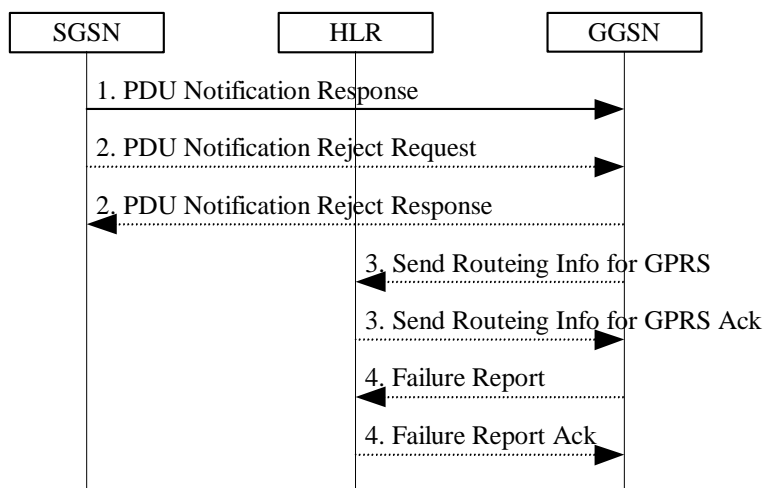 SGSN HLR GGSN
1. PDU Notification Response
2. PDU Notification Reject Request
2. PDU Notification Reject Response
3. Send Routeing Info for GPRS
3. Send Routeing Info for GPRS Ack
4. Failure Report
4. Failure Report Ack